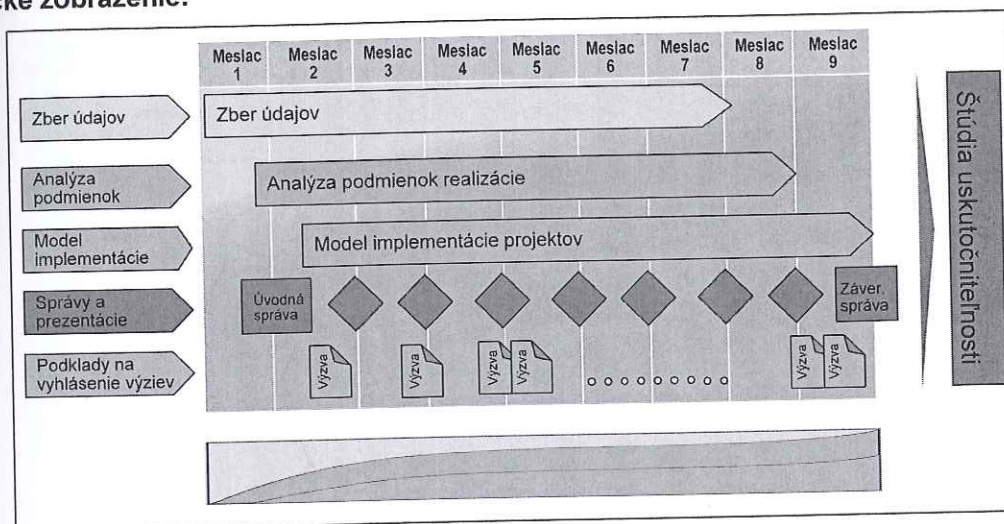 Mesiac Mesiac Mesiac Mesiac Mesiac Mesiac Mesiac Mesiac Mesiac
1 2 3 4 5 6 7 8 9
Zber údajov
Zber údajov
Analýza
podmienok
Analýza podmienok realizácie
Model
implementácie
Model implementácie projektov
Správy a
prezentácie
Úvodná
správa
Záver.
správa
Podklady na
vyhlásenie výziev
Výzva
Výzva
Výzva
Výzva
Výzva
Výzva
Štúdia uskutočniteľnosti